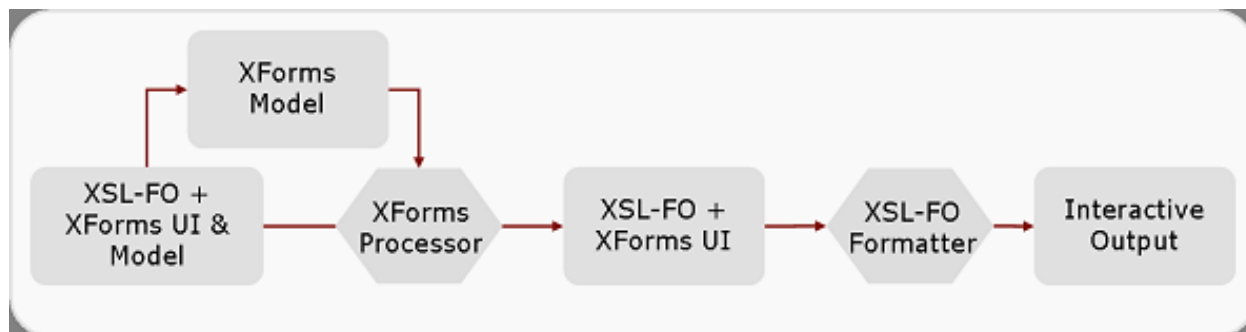 XForms
Model
XSL-FO +
XForms UI &
Model
XForms
Processor
XSL-FO +
XForms UI
XSL-FO
Formatter
Interactive
Output